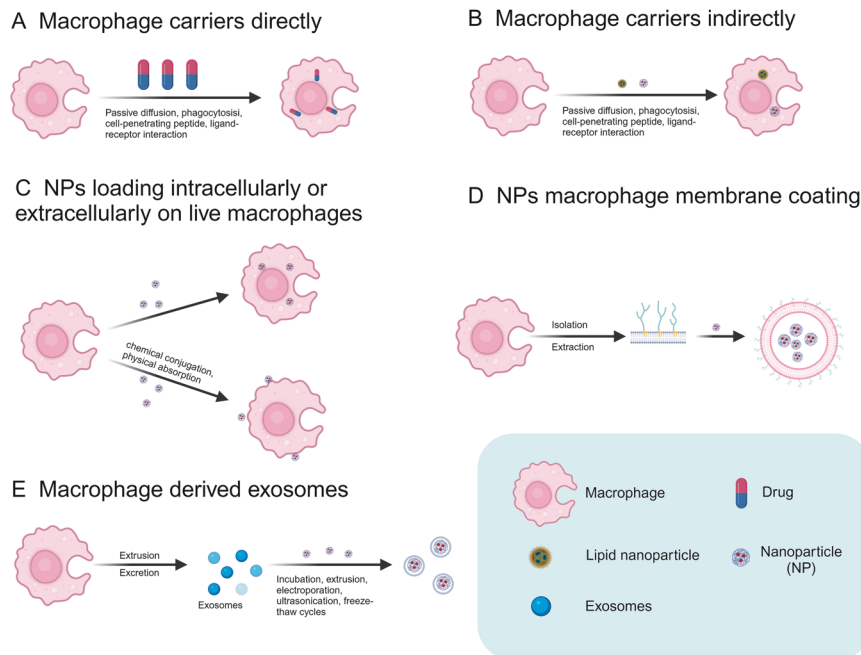 A Macrophage carriers directly
Passive diffusion, phagocytosisi,
cell-penetrating peptide, ligand-
receptor interaction
B Macrophage carriers indirectly
Passive diffusion, phagocytosisi,
cell-penetrating peptide, ligand-
receptor interaction
C NPs loading intracellularly or
extracellularly on live macrophages
chemical conjugation,
physical absorption
D NPs macrophage membrane coating
Isolation
Extraction
E Macrophage derived exosomes
Extrusion
Excretion
Exosomes
Incubation, extrusion,
electroporation,
ultrasonication, freeze-
thaw cycles
Macrophage
Drug
Lipid nanoparticle
Nanoparticle
(NP)
Exosomes